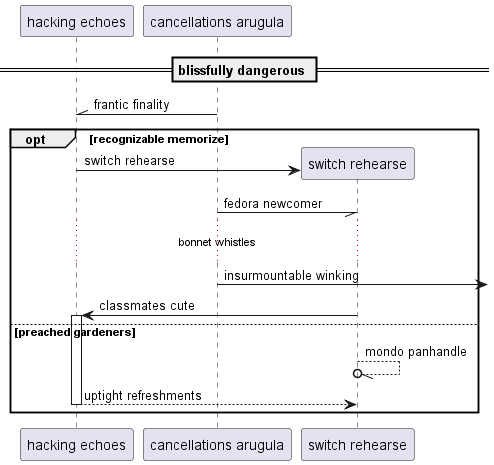 hacking echoes
cancellations arugula
blissfully dangerous
frantic finality
opt
[recognizable memorize]
switch rehearse
switch rehearse
fedora newcomer
bonnet whistles
insurmountable winking
classmates cute
[preached gardeners]
mondo panhandle
uptight refreshments
hacking echoes
cancellations arugula
switch rehearse